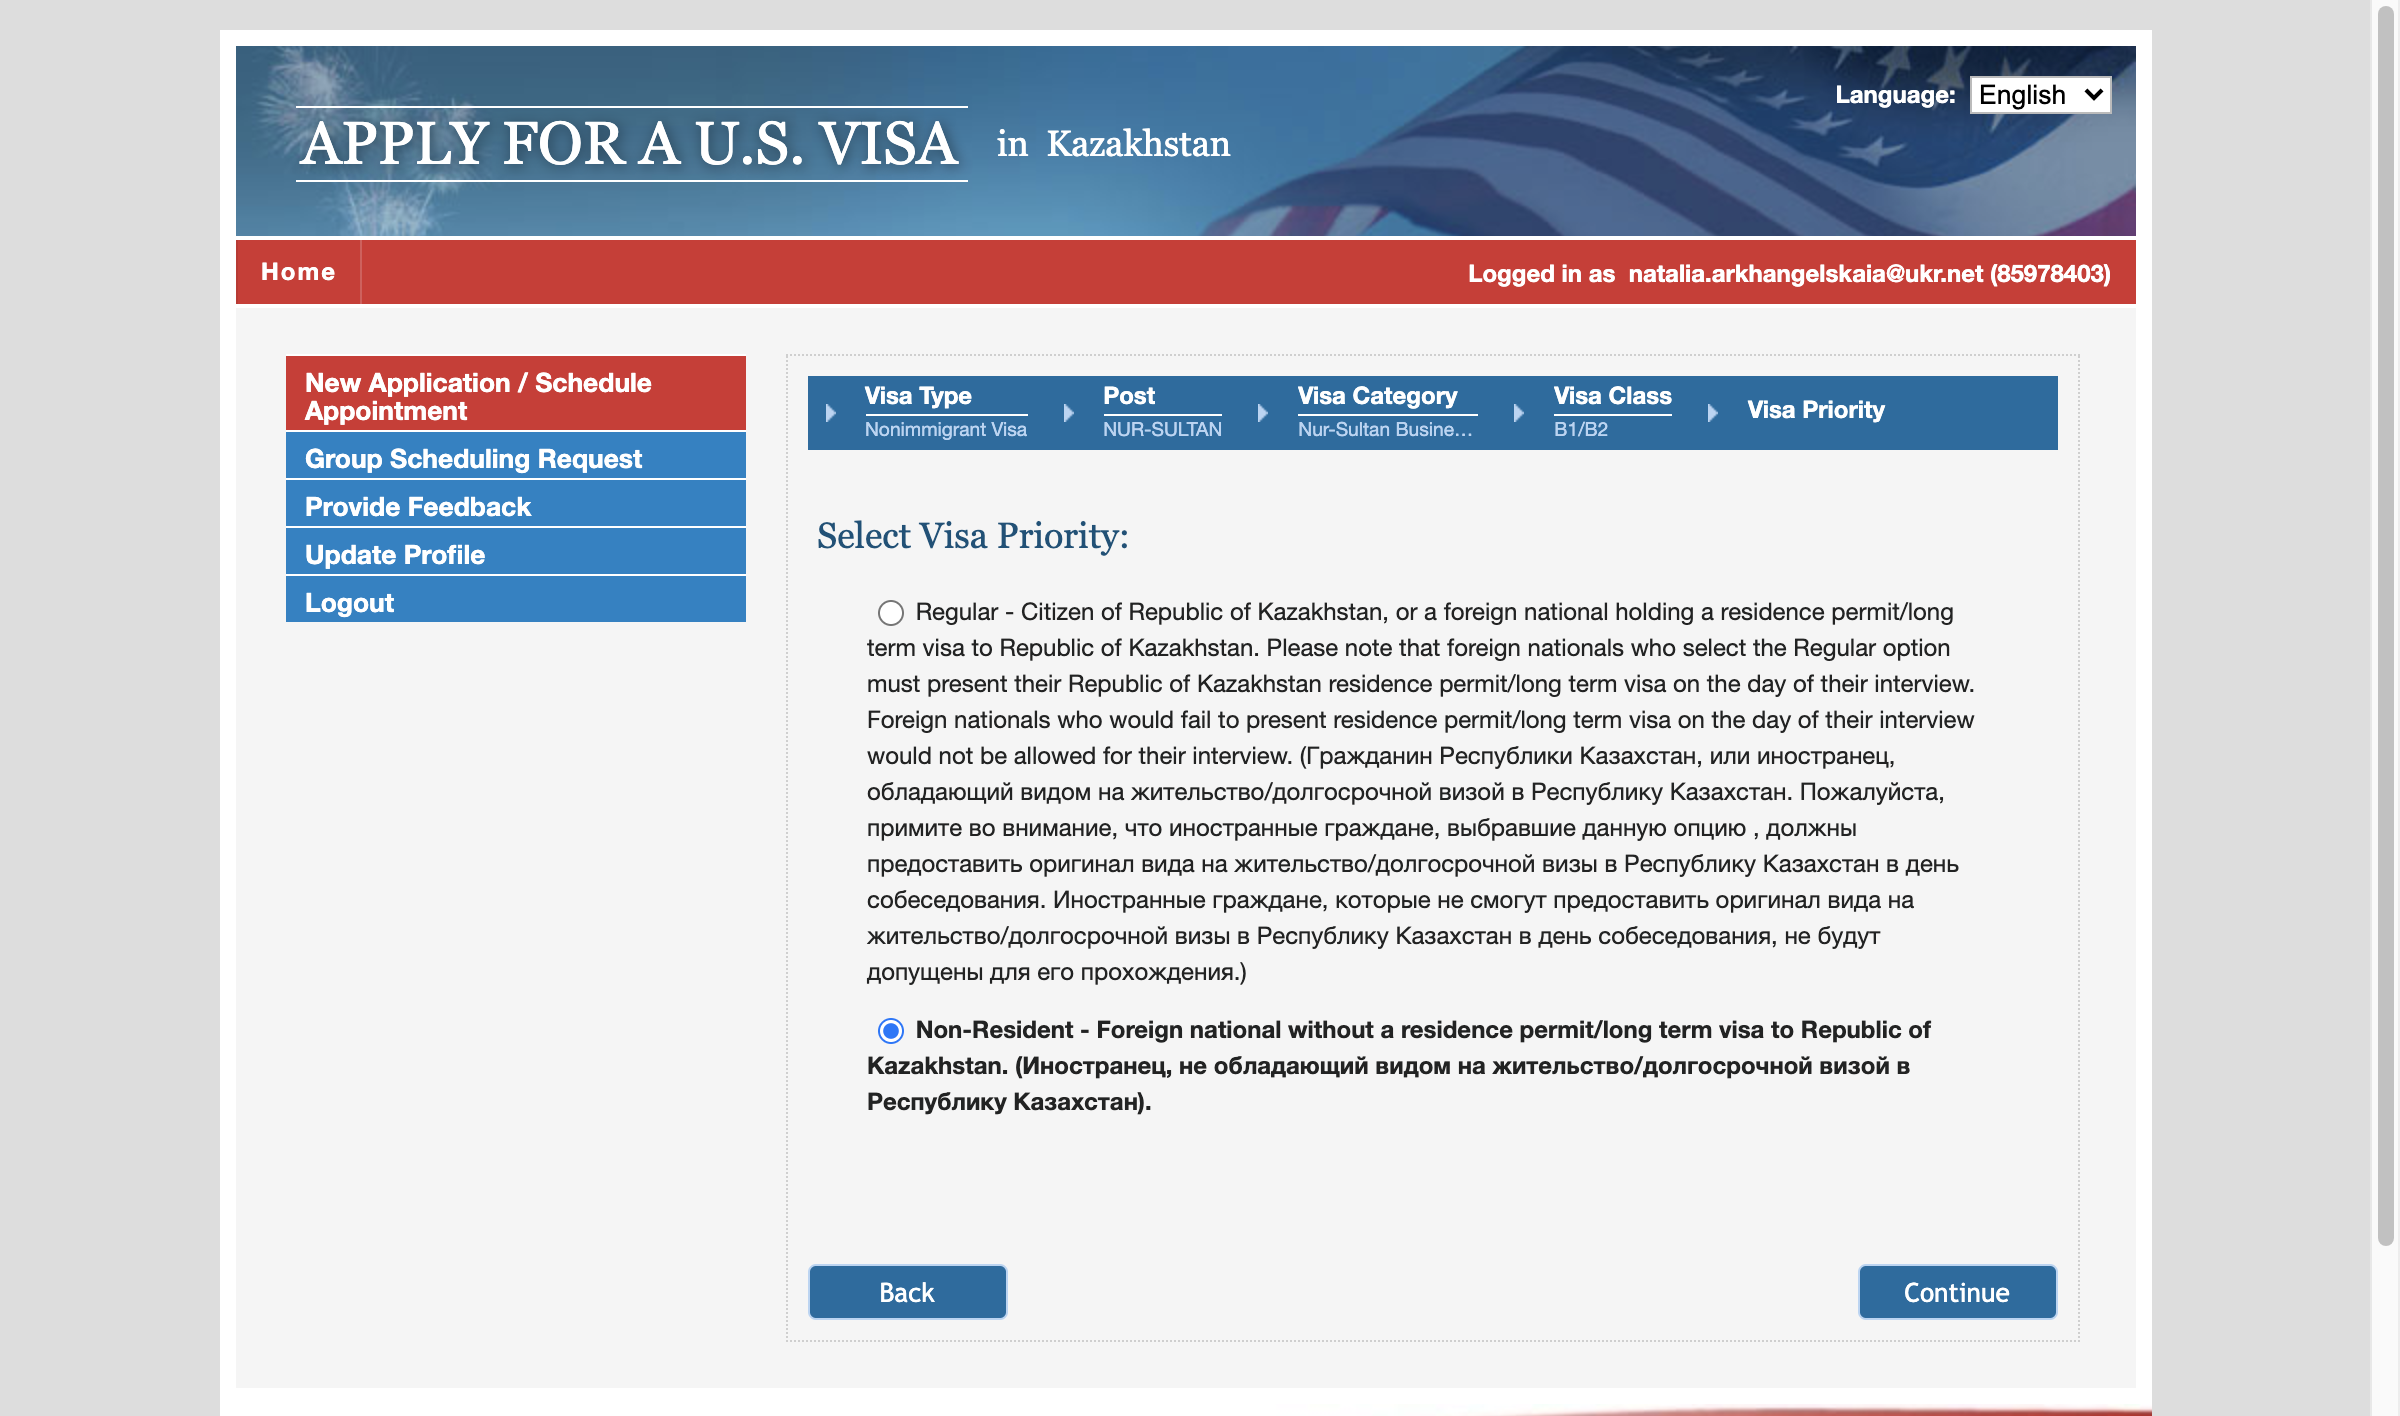 APPLY FOR A U.S. VISA in Kazakhstan
Language: English
Home
Logged in as natalia.arkhangelskaia@ukr.net (85978403)
New Application / Schedule
Appointment
Group Scheduling Request
Provide Feedback
Update Profile
Logout
Visa Type
Nonimmigrant Visa
Post
NUR-SULTAN
Visa Category
Nur-Sultan Busine...
Visa Class
B1/B2
Visa Priority
Select Visa Priority:
Regular - Citizen of Republic of Kazakhstan, or a foreign national holding a residence permit/long
term visa to Republic of Kazakhstan. Please note that foreign nationals who select the Regular option
must present their Republic of Kazakhstan residence permit/long term visa on the day of their interview.
Foreign nationals who would fail to present residence permit/long term visa on the day of their interview
would not be allowed for their interview. (Гражданин Республики Казахстан, или иностранец,
обладающий видом на жительство/долгосрочной визой в Республику Казахстан. Пожалуйста,
примите во внимание, что иностранные граждане, выбравшие данную опцию , должны
предоставить оригинал вида на жительство/долгосрочной визы в Республику Казахстан в день
собеседования. Иностранные граждане, которые не смогут предоставить оригинал вида на
жительство/долгосрочной визы в Республику Казахстан в день собеседования, не будут
допущены для его прохождения.)
Non-Resident - Foreign national without a residence permit/long term visa to Republic of
Kazakhstan. (Иностранец, не обладающий видом на жительство/долгосрочной визой в
Республику Казахстан).
Back
Continue